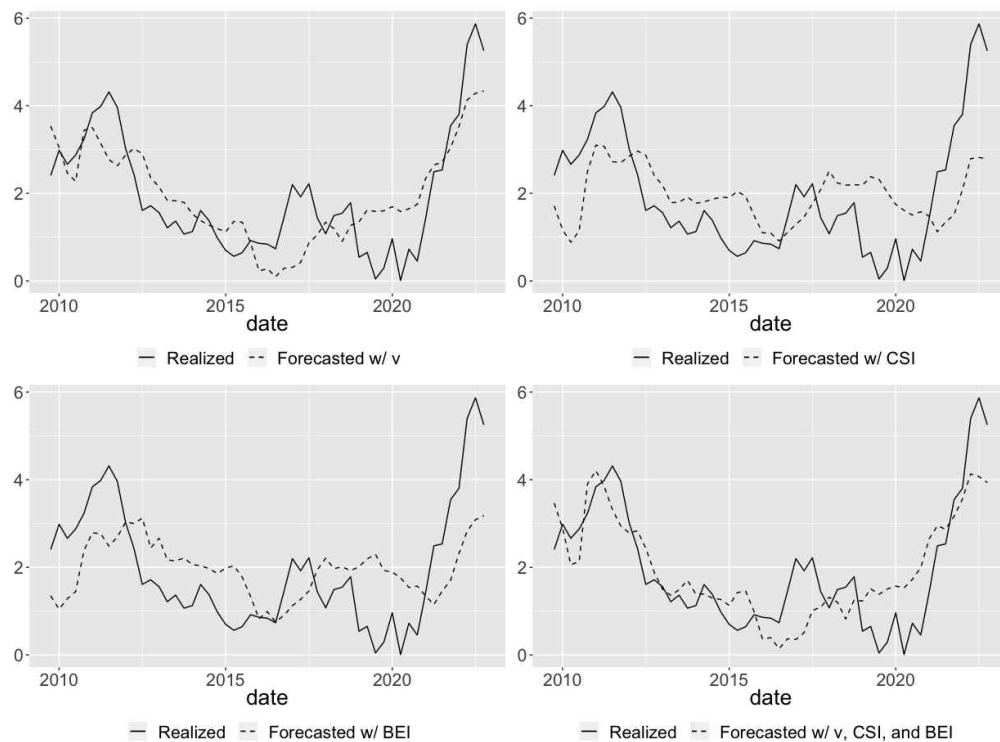 6
4
2
0
2010 2015 2020
date
Realized Forecasted w/ v
6
4
2
0
2010 2015 2020
date
Realized Forecasted w/ CSI
6
4
2
0
2010 2015 2020
date
Realized Forecasted w/ BEI
6
4
2
0
2010 2015 2020
date
Realized Forecasted w/ v, CSI, and BEI